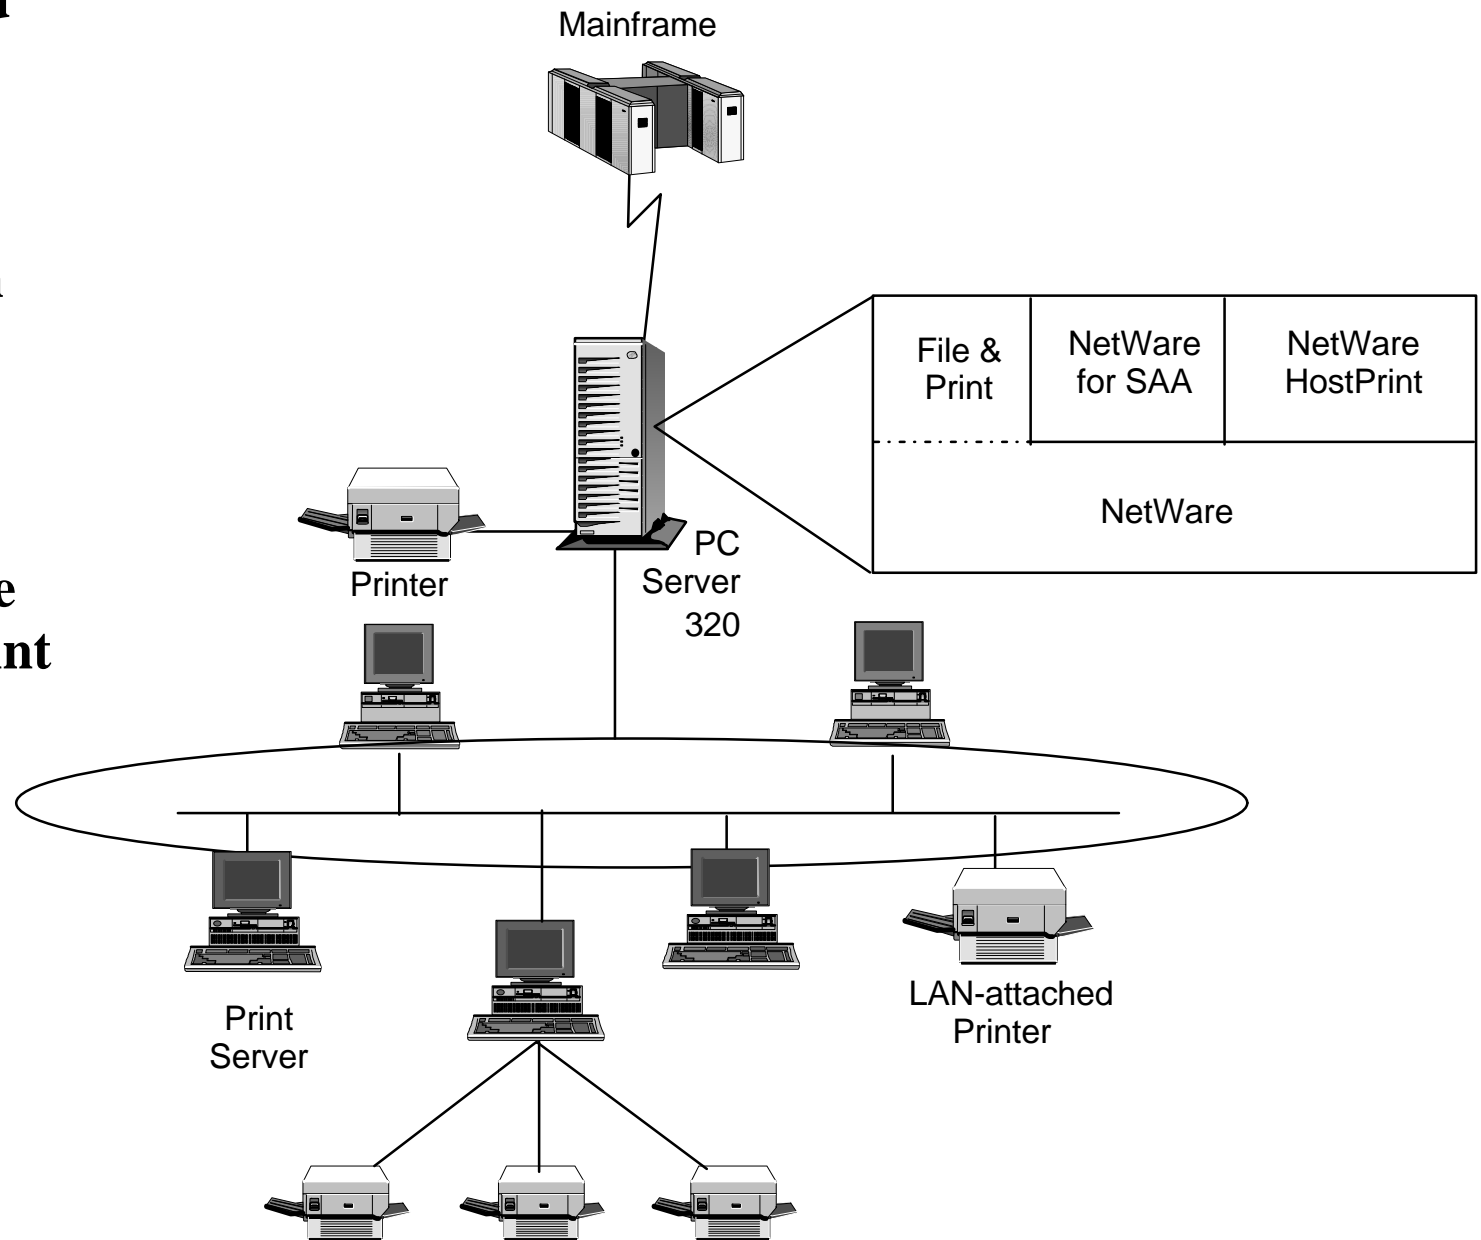 Mainframe
File &
Print
NetWare
for SAA
NetWare
HostPrint
NetWare
PC
Server
320
Printer
Print
Server
LAN-attached
Printer